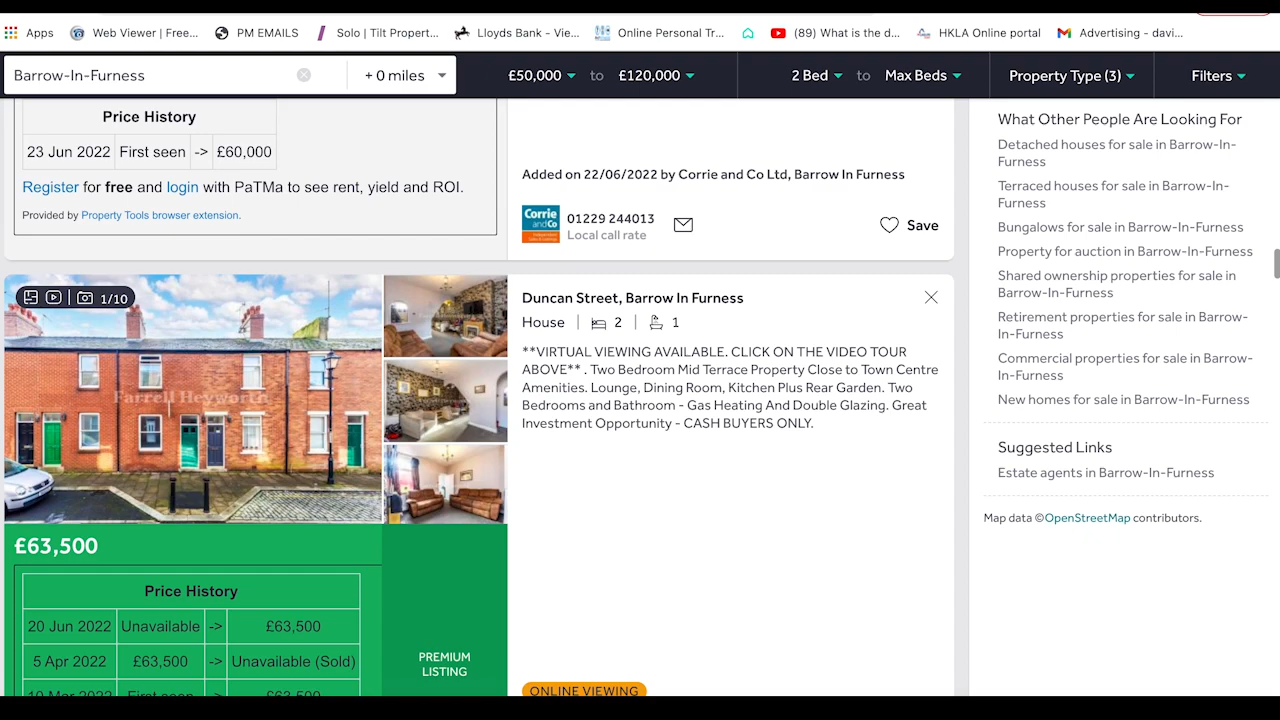 Apps Web Viewer | Free... PM EMAILS Solo | Tilt Propert... Lloyds Bank - Vie... Online Personal Tr... (89) What is the d... HKLA Online portal Advertising - davi...
Barrow-In-Furness + 0 miles £50,000 to £120,000 2 Bed to Max Beds Property Type (3) Filters
Price History
23 Jun 2022 First seen -> £60,000
Register for free and login with PaTMa to see rent, yield and ROI.
Provided by Property Tools browser extension.
Added on 22/06/2022 by Corrie and Co Ltd, Barrow In Furness
Corrie
and Co
01229 244013
Local call rate
Save
1/10
Farrell Heyworth
£63,500
Price History
20 Jun 2022 Unavailable -> £63,500
5 Apr 2022 £63,500 -> Unavailable (Sold)
10 Mar 2022 First seen -> £63,500
PREMIUM
LISTING
Duncan Street, Barrow In Furness
House 2 1
**VIRTUAL VIEWING AVAILABLE. CLICK ON THE VIDEO TOUR
ABOVE** . Two Bedroom Mid Terrace Property Close to Town Centre
Amenities. Lounge, Dining Room, Kitchen Plus Rear Garden. Two
Bedrooms and Bathroom - Gas Heating And Double Glazing. Great
Investment Opportunity - CASH BUYERS ONLY.
ONLINE VIEWING
What Other People Are Looking For
Detached houses for sale in Barrow-In-
Furness
Terraced houses for sale in Barrow-In-
Furness
Bungalows for sale in Barrow-In-Furness
Property for auction in Barrow-In-Furness
Shared ownership properties for sale in
Barrow-In-Furness
Retirement properties for sale in Barrow-
In-Furness
Commercial properties for sale in Barrow-
In-Furness
New homes for sale in Barrow-In-Furness
Suggested Links
Estate agents in Barrow-In-Furness
Map data ©OpenStreetMap contributors.